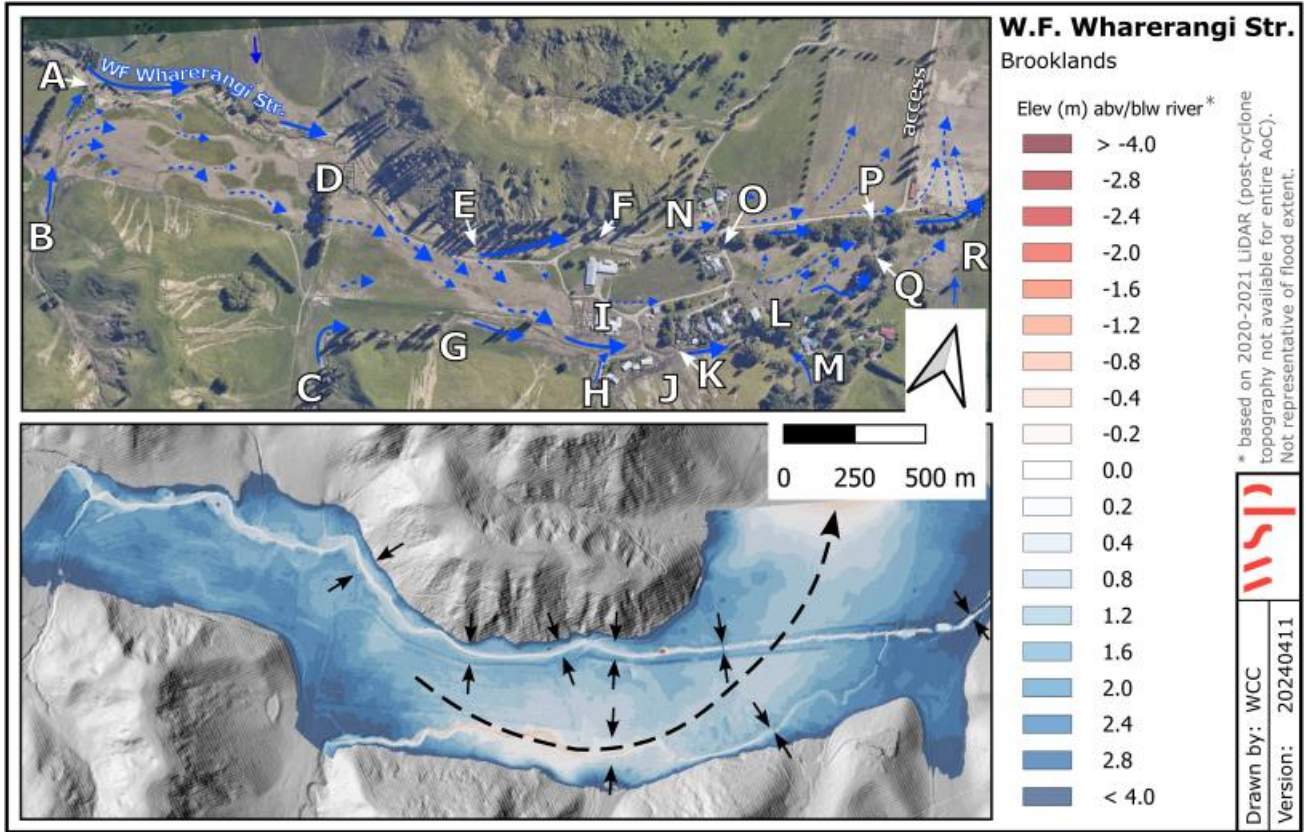 W.F. Wharerangi Str.
Brooklands
A
WF Wharerangi Str.
access
D
B
E
F
N
O
P
R
C
G
I
H
J
K
L
M
Q
0 250 500 m
Elev (m) abv/blw river*
> -4.0
-2.8
-2.4
-2.0
-1.6
-1.2
-0.8
-0.4
-0.2
0.0
0.2
0.4
0.8
1.2
1.6
2.0
2.4
2.8
< 4.0
* based on 2020-2021 LiDAR (post-cyclone
topography not available for entire AoC).
Not representative of flood extent.
Drawn by: WCC
Version: 20240411